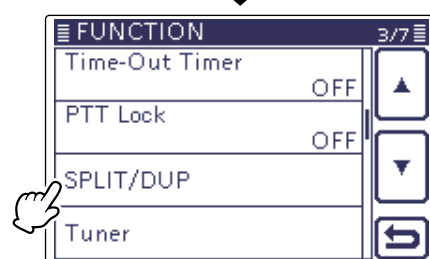 FUNCTION 3/7
Time-Out Timer
OFF
PTT Lock
OFF
SPLIT/DUP
Tuner